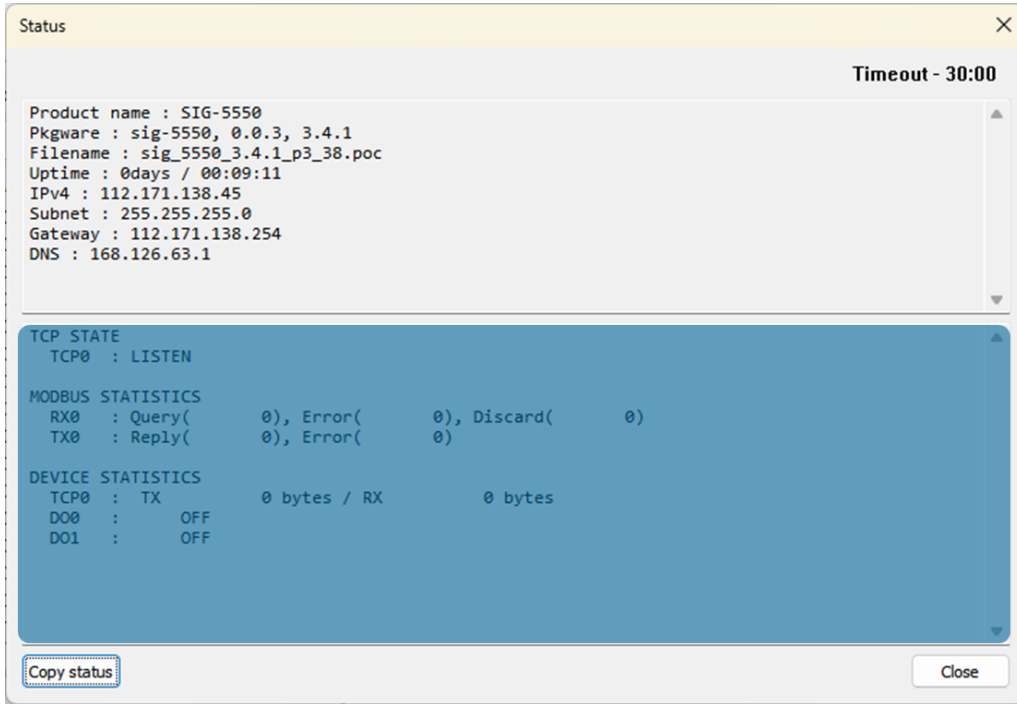 Status
Timeout - 30:00
Product name : SIG-5550
Pkgware : sig-5550, 0.0.3, 3.4.1
Filename : sig_5550_3.4.1_p3_38.poc
Uptime : 0days / 00:09:11
IPv4 : 112.171.138.45
Subnet : 255.255.255.0
Gateway : 112.171.138.254
DNS : 168.126.63.1
TCP STATE
TCP0 : LISTEN
MODBUS STATISTICS
RX0 : Query( 0), Error( 0), Discard( 0)
TX0 : Reply( 0), Error( 0)
DEVICE STATISTICS
TCP0 : TX 0 bytes / RX 0 bytes
DO0 : OFF
DO1 : OFF
Copy status
Close